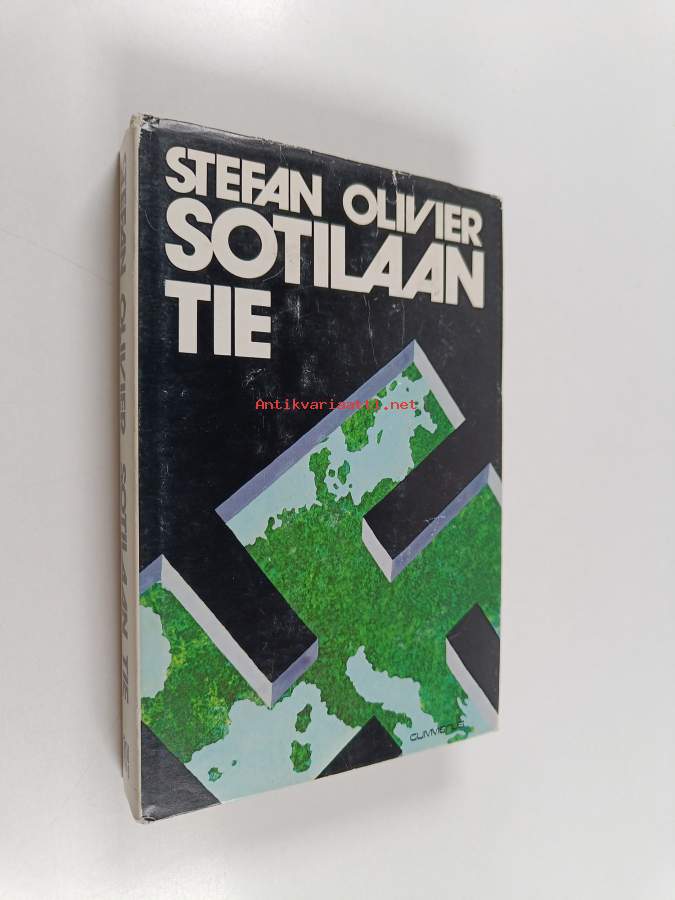 STEFAN OLIVIER
SOTILAAN
TIE
Antikvariaatti.net
GUMMERUS
STEFAN OLIVIER SOTILAAN TIE